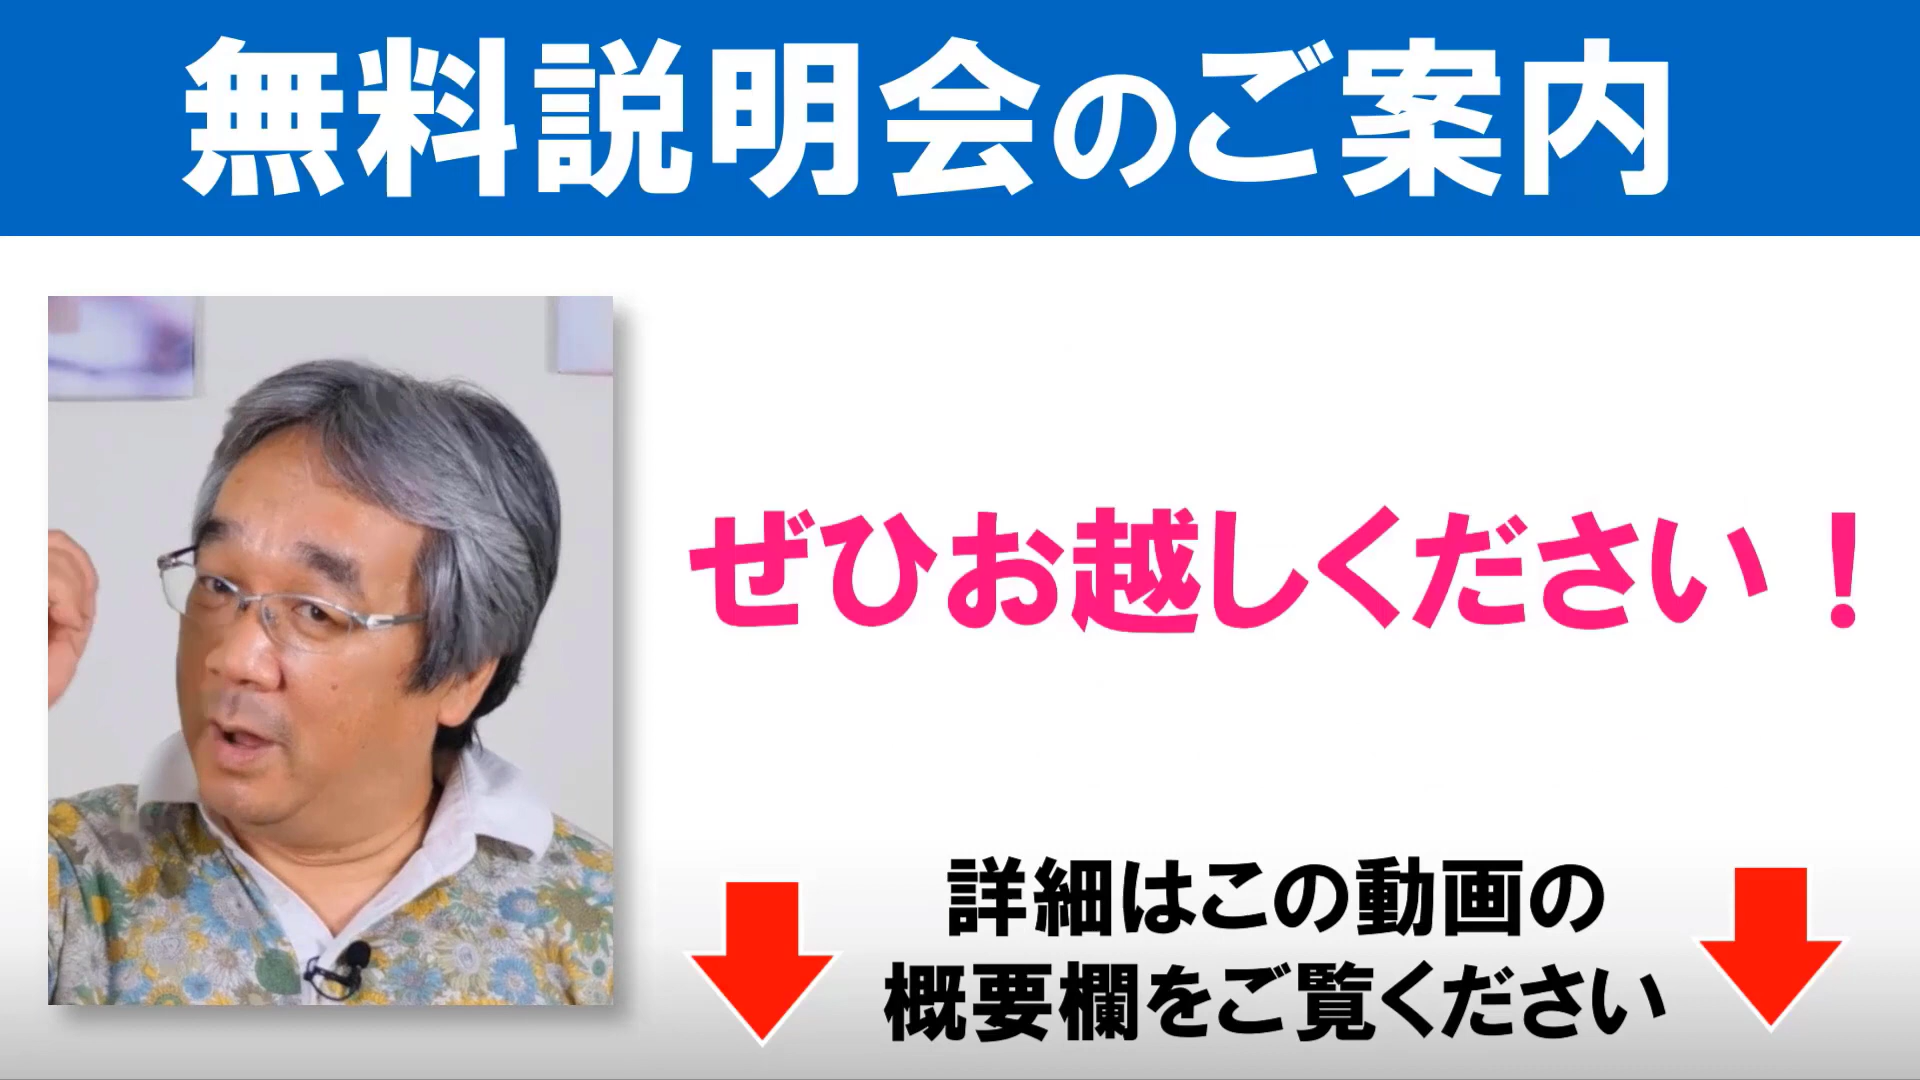 無料説明会のご案内
ぜひお越しください！
詳細はこの動画の
概要欄をご覧ください